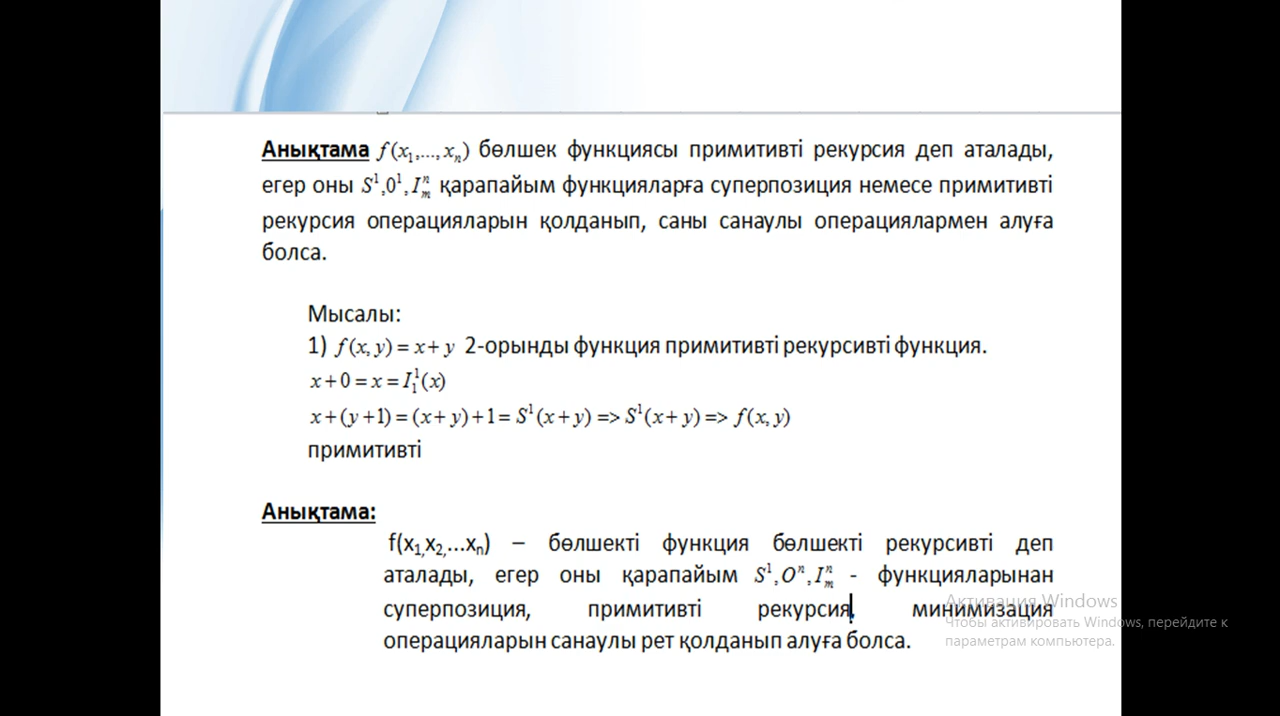 Анықтама f(x₁,...,xₙ) бөлшек функциясы примитивті рекурсия деп аталады,
егер оны S¹,0¹,Iₘⁿ қарапайым функцияларға суперпозиция немесе примитивті
рекурсия операцияларын қолданып, саны санаулы операциялармен алуға
болса.
Мысалы:
1) f(x,y)=x+y 2-орынды функция примитивті рекурсивті функция.
x+0=x=I₁¹(x)
x+(y+1)=(x+y)+1=S¹(x+y)=>S¹(x+y)=>f(x,y)
примитивті
Анықтама:
f(x₁,x₂,...xₙ) – бөлшекті функция бөлшекті рекурсивті деп
аталады, егер оны қарапайым S¹,Oⁿ,Iₘⁿ - функцияларынан
суперпозиция, примитивті рекурсия, минимизация
операцияларын санаулы рет қолданып алуға болса.
Активация Windows
Чтобы активировать Windows, перейдите к
параметрам компьютера.